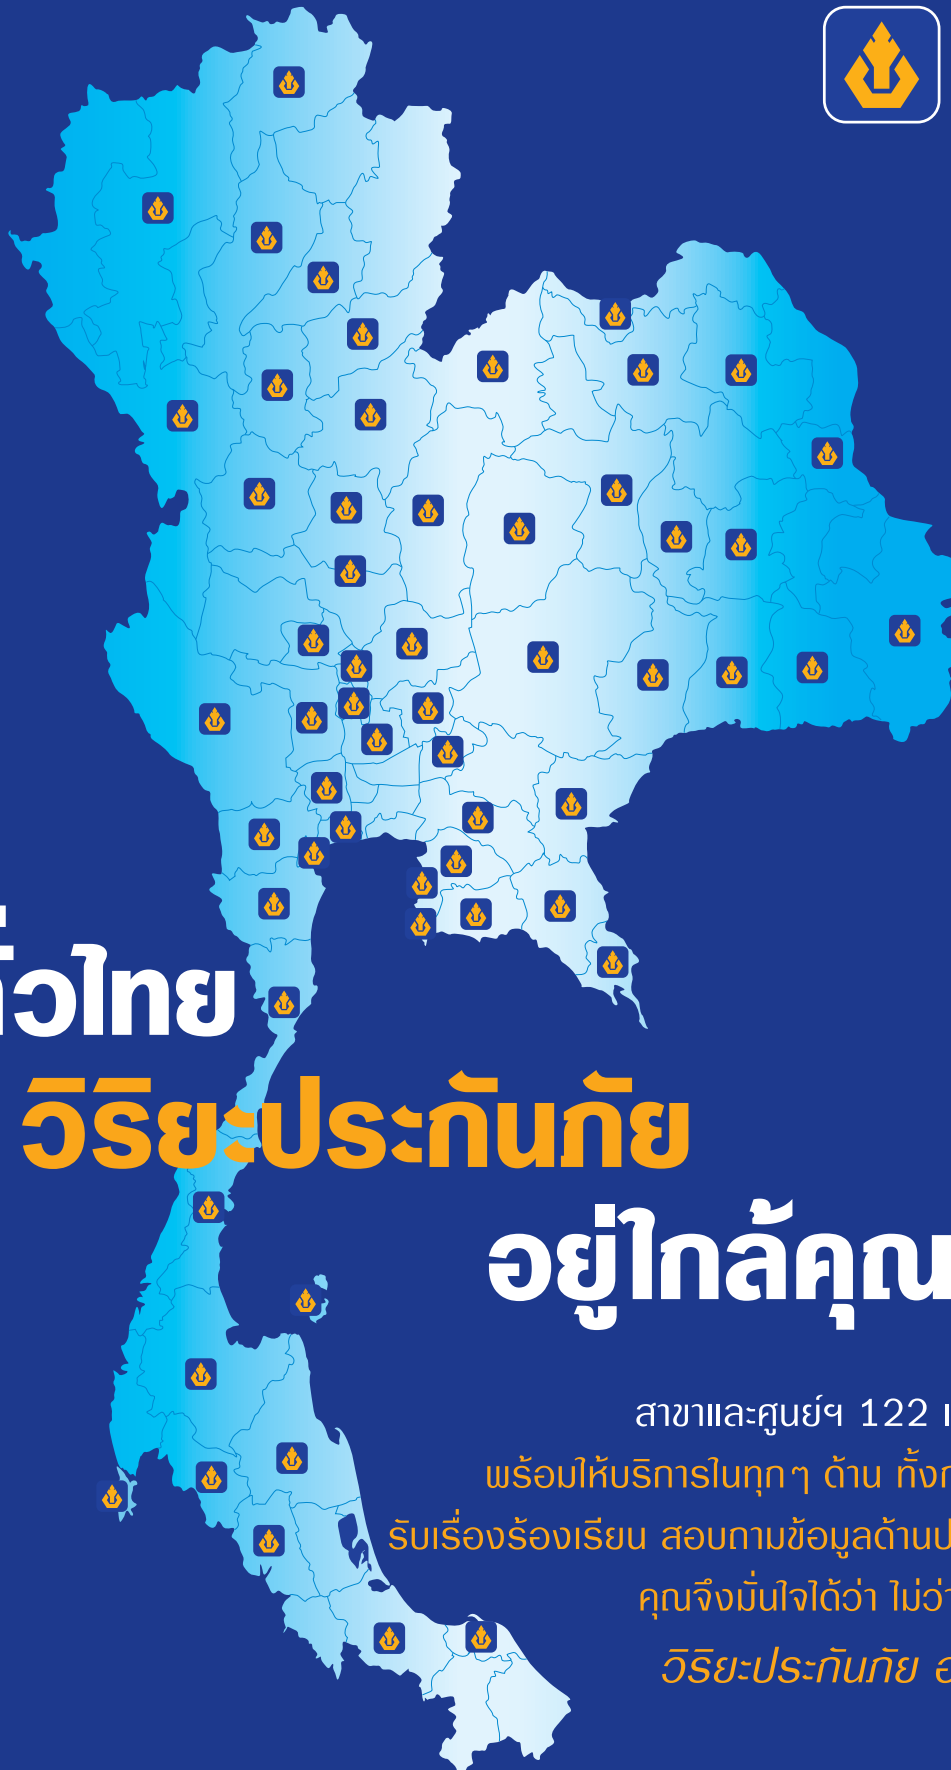 ทั่วไทย
วิริยะประกันภัย
อยู่ใกล้คุณ
สาขาและศูนย์ฯ 122
พร้อมให้บริการในทุกๆ ด้าน
รับเรื่องร้องเรียน สอบถามข้อมูลด้าน
คุณจึงมั่นใจได้ว่า
วิริยะประกันภัย